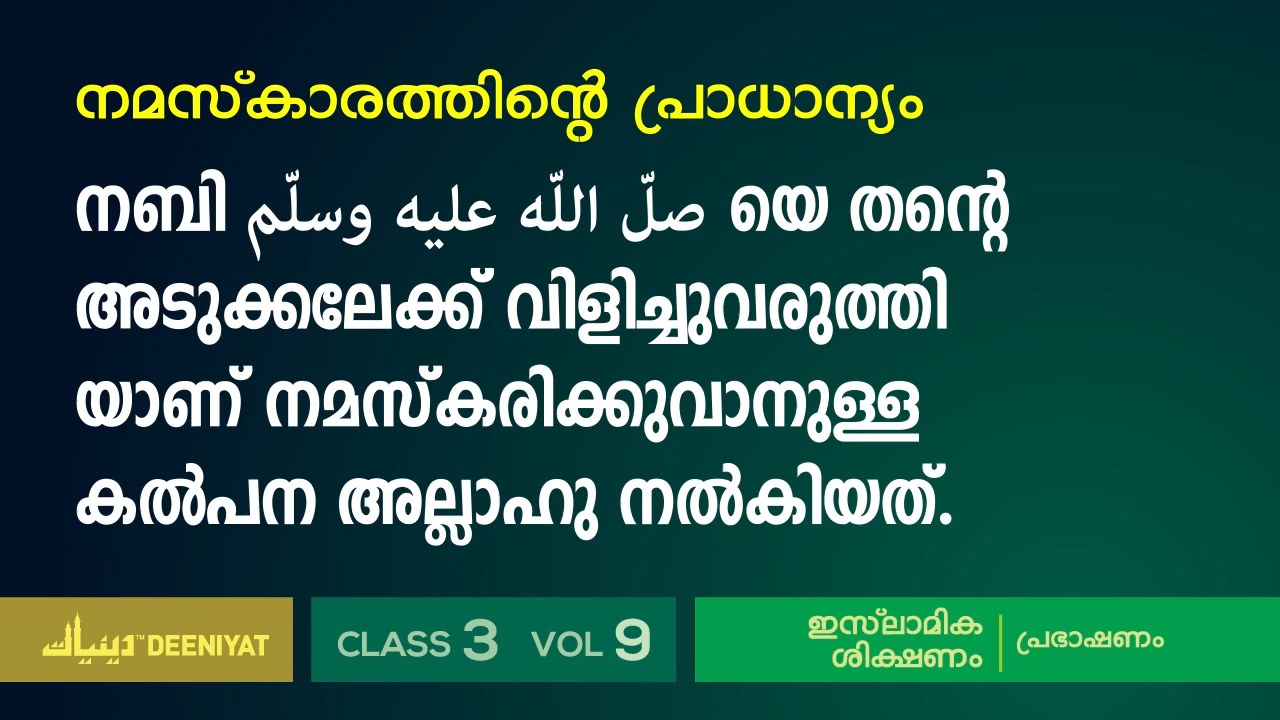 നമസ്കാരത്തിന്റെ പ്രാധാന്യം
നബി صلّ اللّه عليه وسلّم യെ തന്റെ
അടുക്കലേക്ക് വിളിച്ചുവരുത്തി
യാണ് നമസ്കരിക്കുവാനുള്ള
കൽപന അല്ലാഹു നൽകിയത്.
دينيات™ DEENIYAT
CLASS 3 VOL 9
ഇസ്‌ലാമിക
ശിക്ഷണം
പ്രഭാഷണം